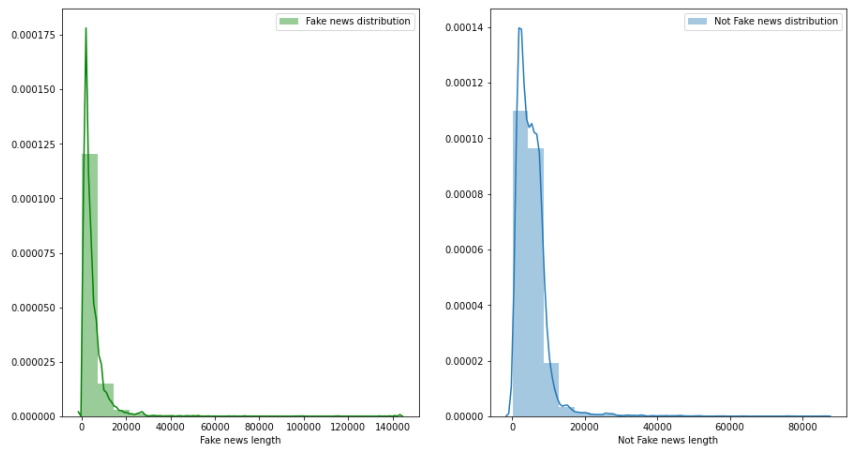 Fake news distribution
0.000175
0.000150
0.000125
0.000100
0.000075
0.000050
0.000025
0.000000
0 20000 40000 60000 80000 100000 120000 140000
Fake news length
Not Fake news distribution
0.00014
0.00012
0.00010
0.00008
0.00006
0.00004
0.00002
0.00000
0 20000 40000 60000 80000
Not Fake news length